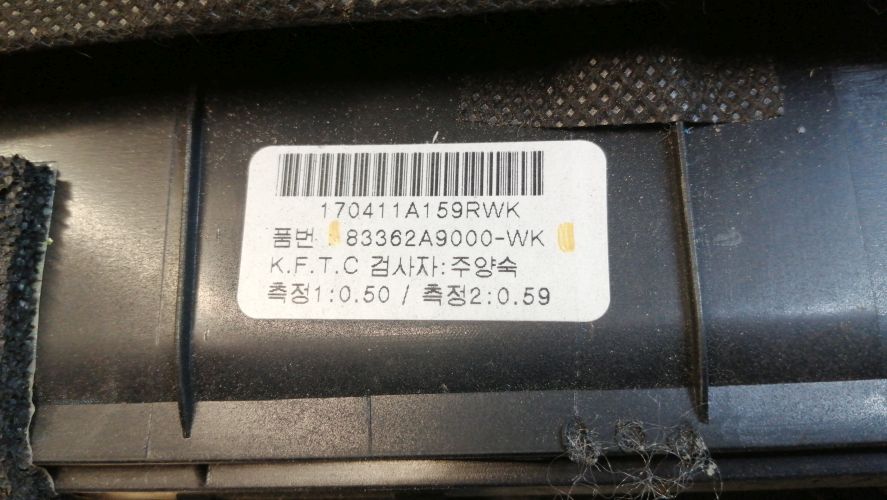 170411A159RWK
품번 : 83362A9000-WK
K.F.T.C 검사자:주양숙
측정1:0.50 / 측정2:0.59